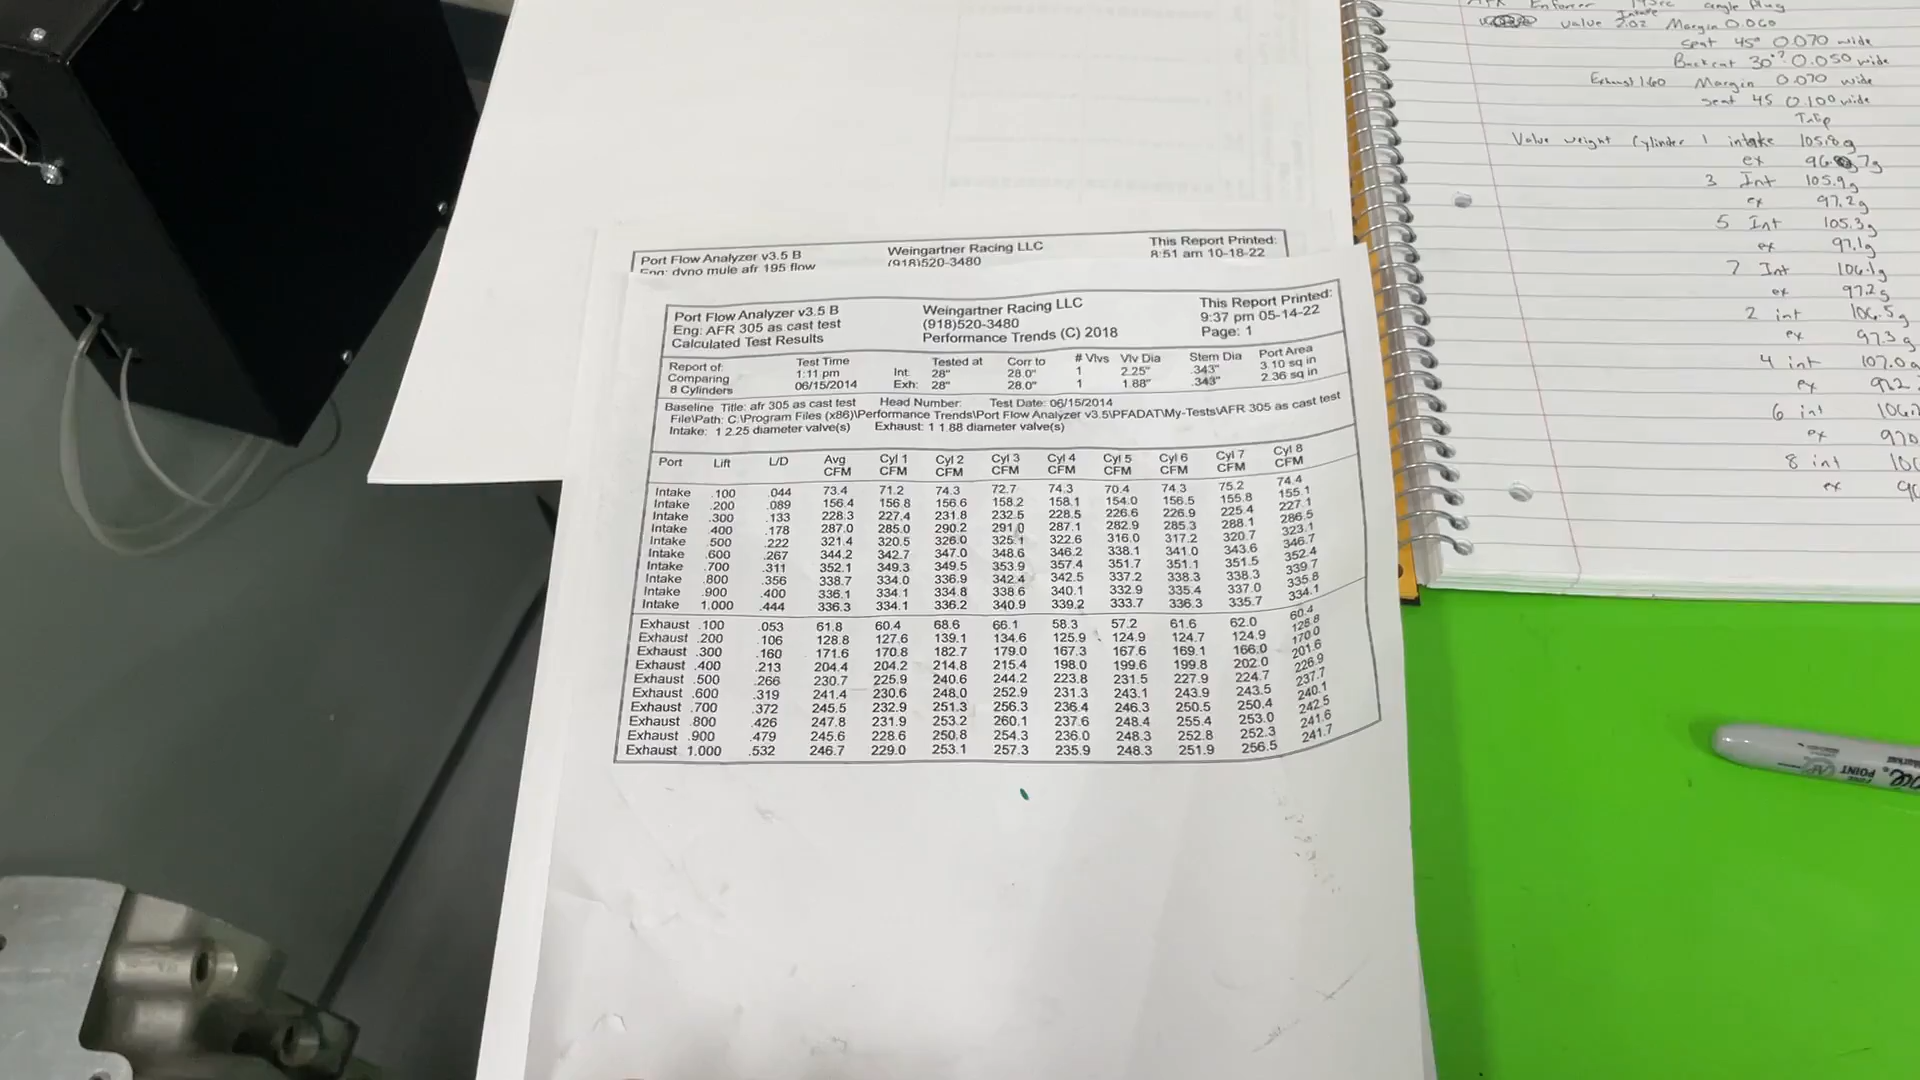 Port Flow Analyzer v3.5 B Weingartner Racing LLC This Report Printed:
Eng: dyno mule afr 195 flow (918)520-3480 8:51 am 10-18-22
Port Flow Analyzer v3.5 B Weingartner Racing LLC This Report Printed:
Eng: AFR 305 as cast test (918)520-3480 9:37 pm 05-14-22
Calculated Test Results Performance Trends (C) 2018 Page: 1
Report of: Test Time Tested at Corr to # Vlvs Vlv Dia Stem Dia Port Area
Comparing 1:11 pm Int: 28" 28.0" 1 2.25" .343" 3.10 sq in
8 Cylinders 06/15/2014 Exh: 28" 28.0" 1 1.88" .343" 2.36 sq in
Baseline Title: afr 305 as cast test Head Number: Test Date: 06/15/2014
File\Path: C:\Program Files (x86)\Performance Trends\Port Flow Analyzer v3.5\PFADAT\My-Tests\AFR 305 as cast test
Intake: 1 2.25 diameter valve(s) Exhaust: 1 1.88 diameter valve(s)
Port Lift L/D Avg CFM Cyl 1 CFM Cyl 2 CFM Cyl 3 CFM Cyl 4 CFM Cyl 5 CFM Cyl 6 CFM Cyl 7 CFM Cyl 8 CFM
Intake .100 .044 73.4 71.2 74.3 72.7 74.3 70.4 74.3 75.2 74.4
Intake .200 .089 156.4 156.8 156.6 158.2 158.1 154.0 156.5 155.8 155.1
Intake .300 .133 228.3 227.4 231.8 232.5 228.5 226.6 226.9 225.4 227.1
Intake .400 .178 287.0 285.0 290.2 291.0 287.1 282.9 285.3 288.1 286.5
Intake .500 .222 321.4 320.5 326.0 325.1 322.6 316.0 317.2 320.7 323.1
Intake .600 .267 344.2 342.7 347.0 348.6 346.2 338.1 341.0 343.6 346.7
Intake .700 .311 352.1 349.3 349.5 353.9 357.4 351.7 351.1 351.5 352.4
Intake .800 .356 338.7 334.0 336.9 342.4 342.5 337.2 338.3 338.3 339.7
Intake .900 .400 336.1 334.1 334.8 338.6 340.1 332.9 335.4 337.0 335.8
Intake 1.000 .444 336.3 334.1 336.2 340.9 339.2 333.7 336.3 335.7 334.1
Exhaust .100 .053 61.8 60.4 68.6 66.1 58.3 57.2 61.6 62.0 60.4
Exhaust .200 .106 128.8 127.6 139.1 134.6 125.9 124.9 124.7 124.9 128.8
Exhaust .300 .160 171.6 170.8 182.7 179.0 167.3 167.6 169.1 166.0 170.0
Exhaust .400 .213 204.4 204.2 214.8 215.4 198.0 199.6 199.8 202.0 201.6
Exhaust .500 .266 230.7 225.9 240.6 244.2 223.8 231.5 227.9 224.7 226.9
Exhaust .600 .319 241.4 230.6 248.0 252.9 231.3 243.1 243.9 243.5 237.7
Exhaust .700 .372 245.5 232.9 251.3 256.3 236.4 246.3 250.5 250.4 240.1
Exhaust .800 .426 247.8 231.9 253.2 260.1 237.6 248.4 255.4 253.0 242.5
Exhaust .900 .479 245.6 228.6 250.8 254.3 236.0 248.3 252.8 252.3 241.6
Exhaust 1.000 .532 246.7 229.0 253.1 257.3 235.9 248.3 251.9 256.5 241.7
Enforcer 195cc angle plug
Intake
value 2.02 Margin 0.060
Seat 45° 0.070 wide
Backcut 30°? 0.050 wide
Exhaust 1.60 Margin 0.070 wide
Seat 45 0.100 wide
Value weight Cylinder 1 intake 105.8g
ex 96.7g
3 Int 105.9g
ex 97.2g
5 Int 105.3g
ex 97.1g
7 Int 106.1g
ex 97.2g
2 int 106.5g
ex 97.3g
4 int 107.0g
ex
6 int
ex
8 int
ex
POINT